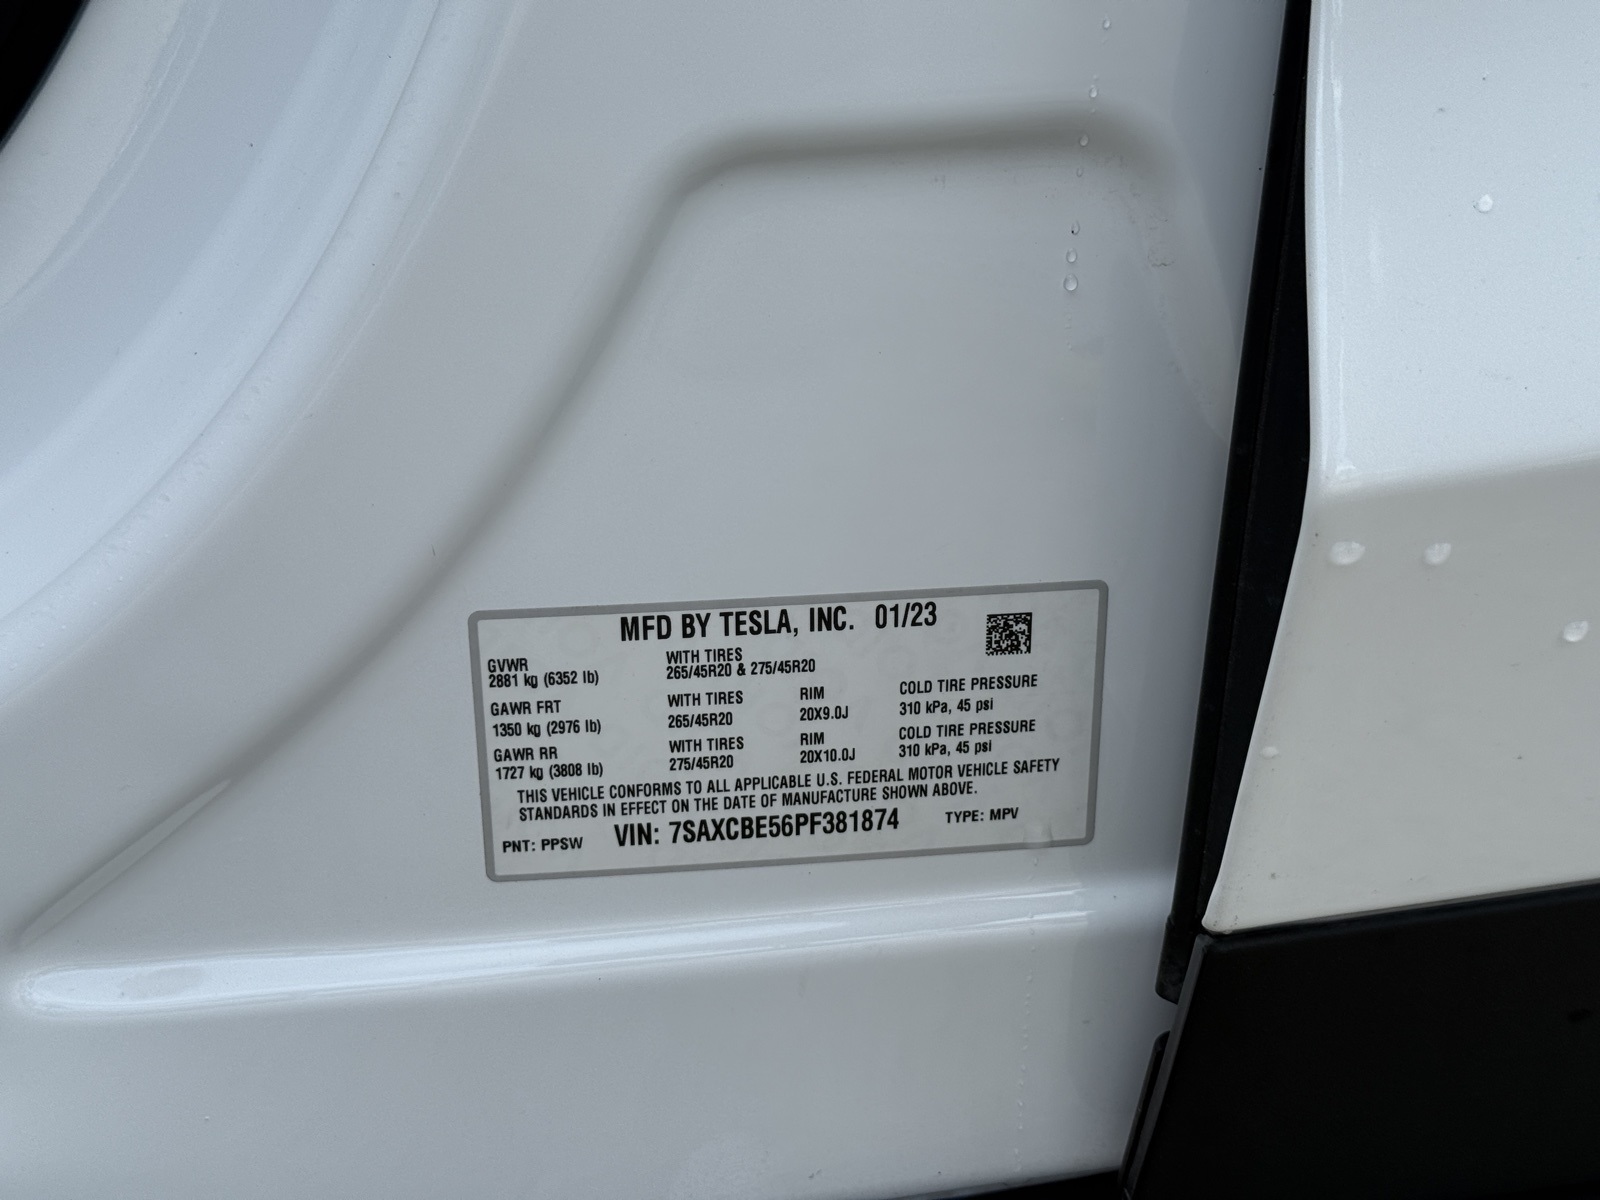 MFD BY TESLA, INC. 01/23
GVWR
2881 kg (6352 lb)
WITH TIRES
265/45R20 & 275/45R20
GAWR FRT
1350 kg (2976 lb)
WITH TIRES
265/45R20
RIM
20X9.0J
COLD TIRE PRESSURE
310 kPa, 45 psi
GAWR RR
1727 kg (3808 lb)
WITH TIRES
275/45R20
RIM
20X10.0J
COLD TIRE PRESSURE
310 kPa, 45 psi
THIS VEHICLE CONFORMS TO ALL APPLICABLE U.S. FEDERAL MOTOR VEHICLE SAFETY
STANDARDS IN EFFECT ON THE DATE OF MANUFACTURE SHOWN ABOVE.
PNT: PPSW VIN: 7SAXCBE56PF381874 TYPE: MPV